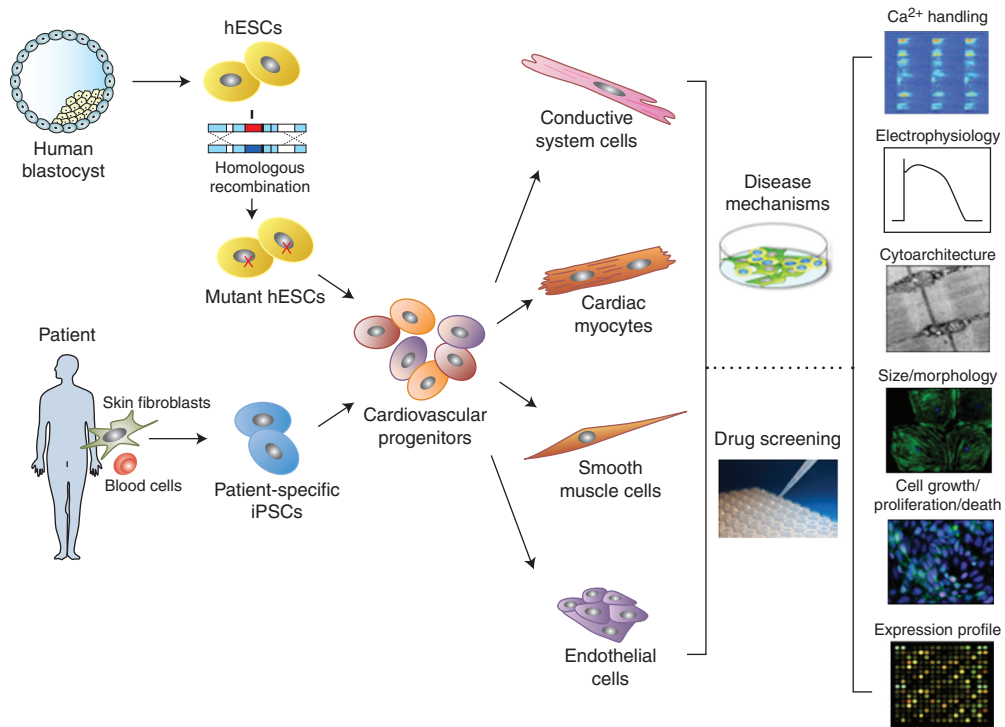 hESCs
Human
blastocyst
Homologous
recombination
Mutant hESCs
Patient
Skin fibroblasts
Blood cells
Patient-specific
iPSCs
Cardiovascular
progenitors
Conductive
system cells
Cardiac
myocytes
Smooth
muscle cells
Endothelial
cells
Disease
mechanisms
Drug screening
Ca²⁺ handling
Electrophysiology
Cytoarchitecture
Size/morphology
Cell growth/
proliferation/death
Expression profile